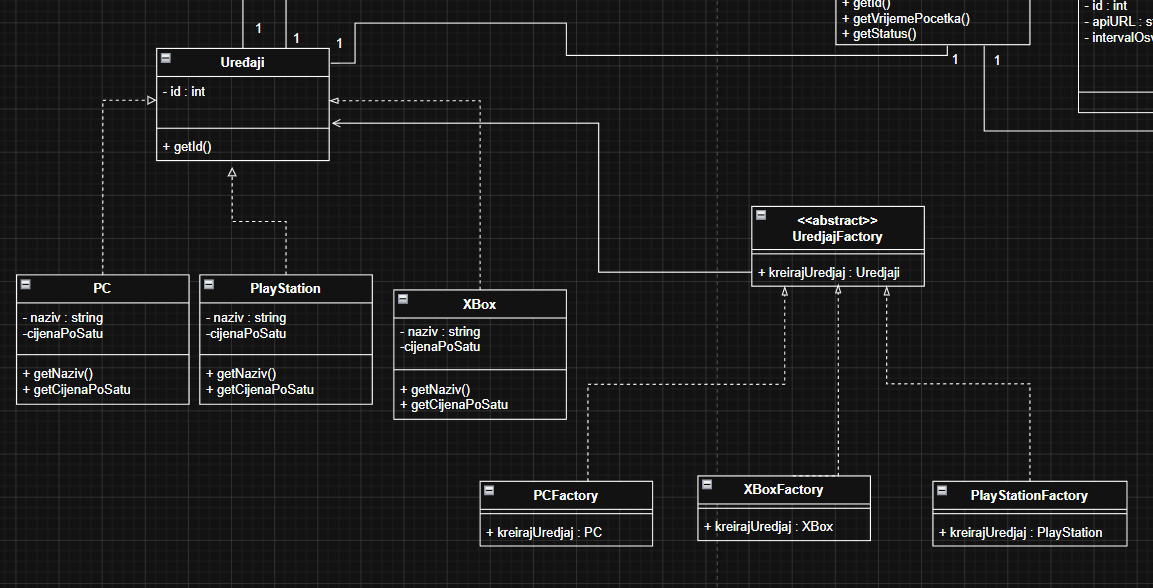 + getId()
+ getVrijemePocetka()
+ getStatus()
- id : int
- apiURL : s
- intervalOsv
1
1
1
1
1
Uređaji
- id : int
+ getId()
<<abstract>>
UredjajFactory
+ kreirajUredjaj : Uredjaji
PC
- naziv : string
-cijenaPoSatu
+ getNaziv()
+ getCijenaPoSatu
PlayStation
- naziv : string
-cijenaPoSatu
+ getNaziv()
+ getCijenaPoSatu
XBox
- naziv : string
-cijenaPoSatu
+ getNaziv()
+ getCijenaPoSatu
PCFactory
+ kreirajUredjaj : PC
XBoxFactory
+ kreirajUredjaj : XBox
PlayStationFactory
+ kreirajUredjaj : PlayStation